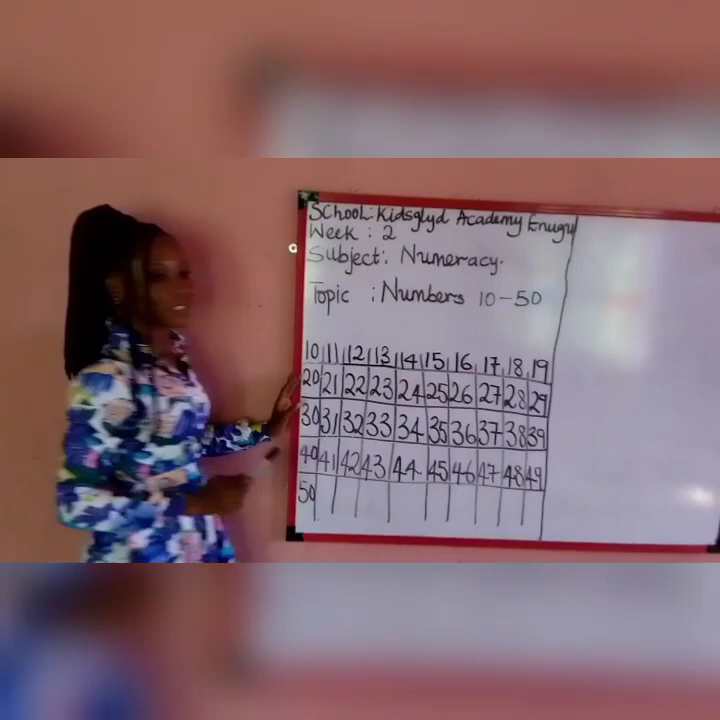 School: Kidsglyd Academy Enugu
Week : 2
Subject: Numeracy.
Topic : Numbers 10-50
10 11 12 13 14 15 16 17 18 19
20 21 22 23 24 25 26 27 28 29
30 31 32 33 34 35 36 37 38 39
40 41 42 43 44 45 46 47 48 49
50